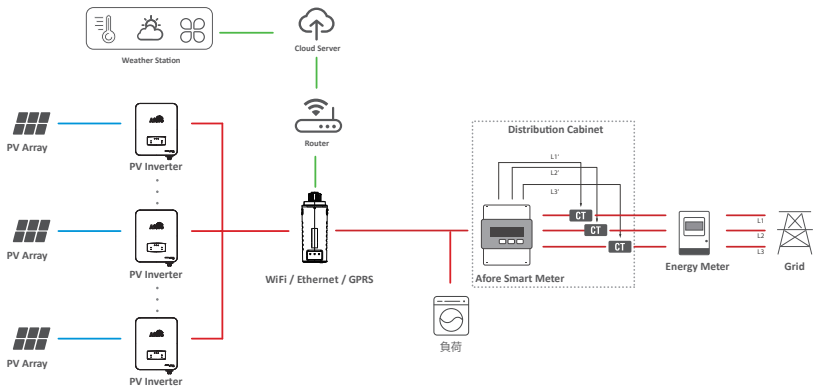 Weather Station
Cloud Server
Router
PV Array
PV Inverter
PV Array
PV Inverter
PV Array
PV Inverter
WiFi / Ethernet / GPRS
負荷
Distribution Cabinet
L1'
L2'
L3'
CT
CT
CT
Afore Smart Meter
Energy Meter
L1
L2
L3
Grid